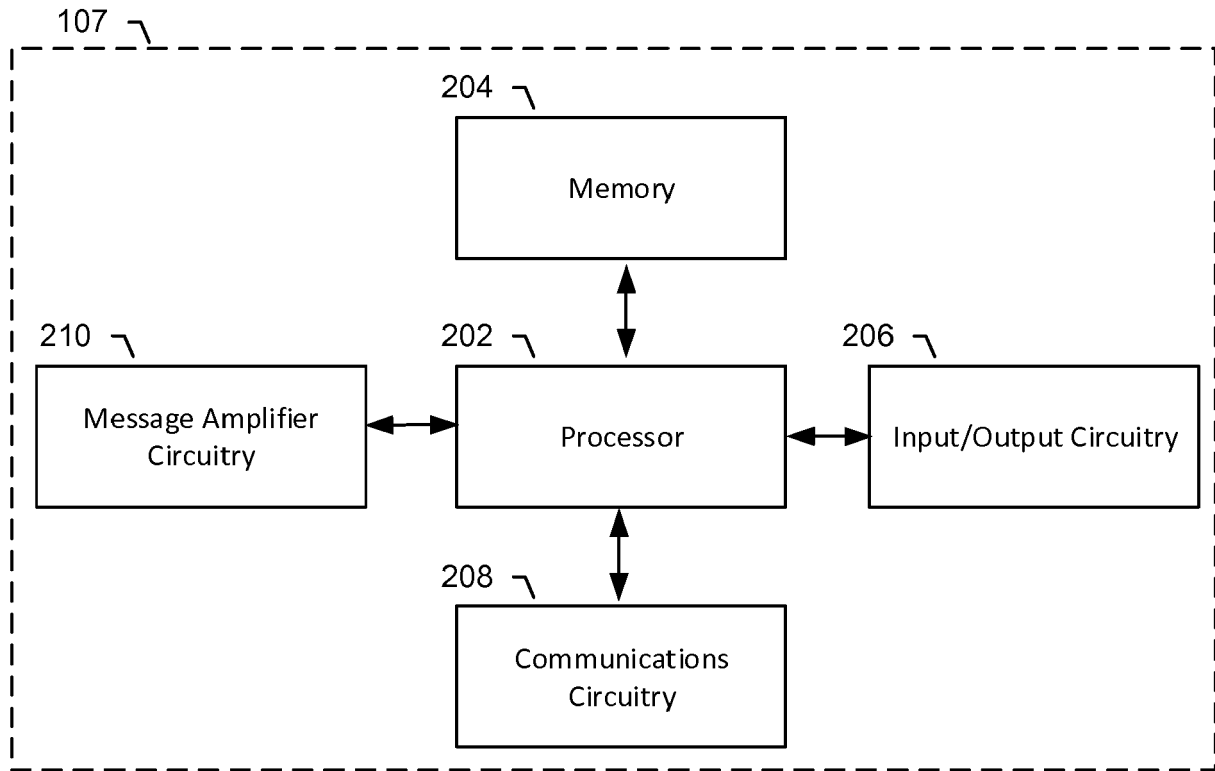 107
204
Memory
210
202
206
Message Amplifier
Circuitry
Processor
Input/Output Circuitry
208
Communications
Circuitry